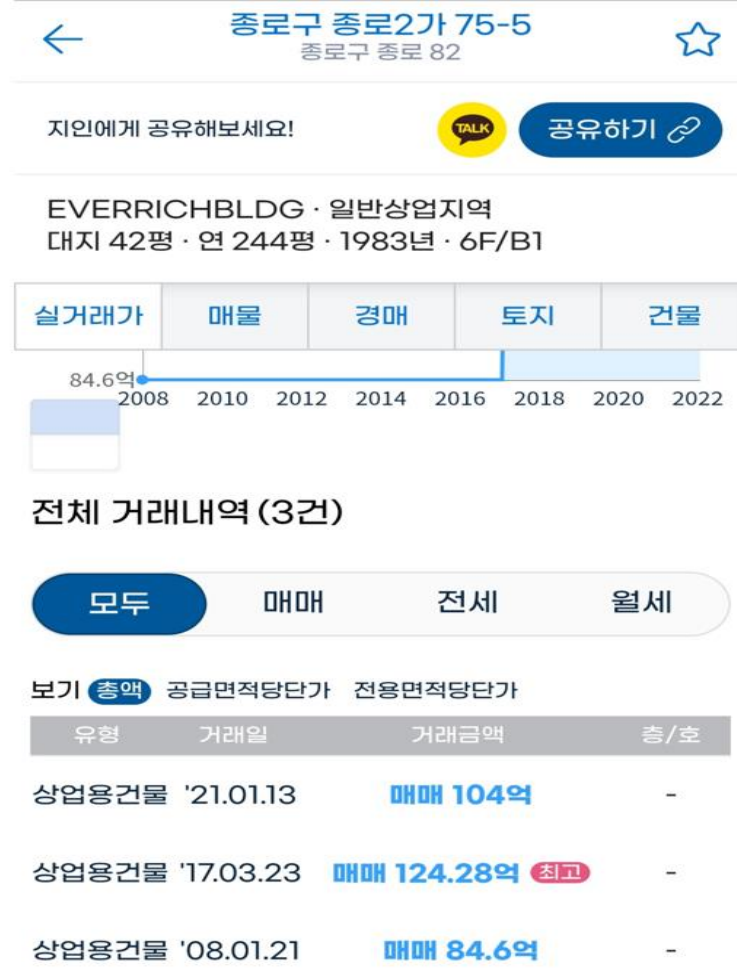 종로구 종로2가 75-5
종로구 종로 82
지인에게 공유해보세요!
TALK
공유하기
EVERRICHBLDG · 일반상업지역
대지 42평 · 연 244평 · 1983년 · 6F/B1
실거래가 매물 경매 토지 건물
84.6억
2008 2010 2012 2014 2016 2018 2020 2022
전체 거래내역 (3건)
모두 매매 전세 월세
보기 총액 공급면적당단가 전용면적당단가
유형 거래일 거래금액 층/호
상업용건물 '21.01.13 매매 104억 -
상업용건물 '17.03.23 매매 124.28억 최고 -
상업용건물 '08.01.21 매매 84.6억 -